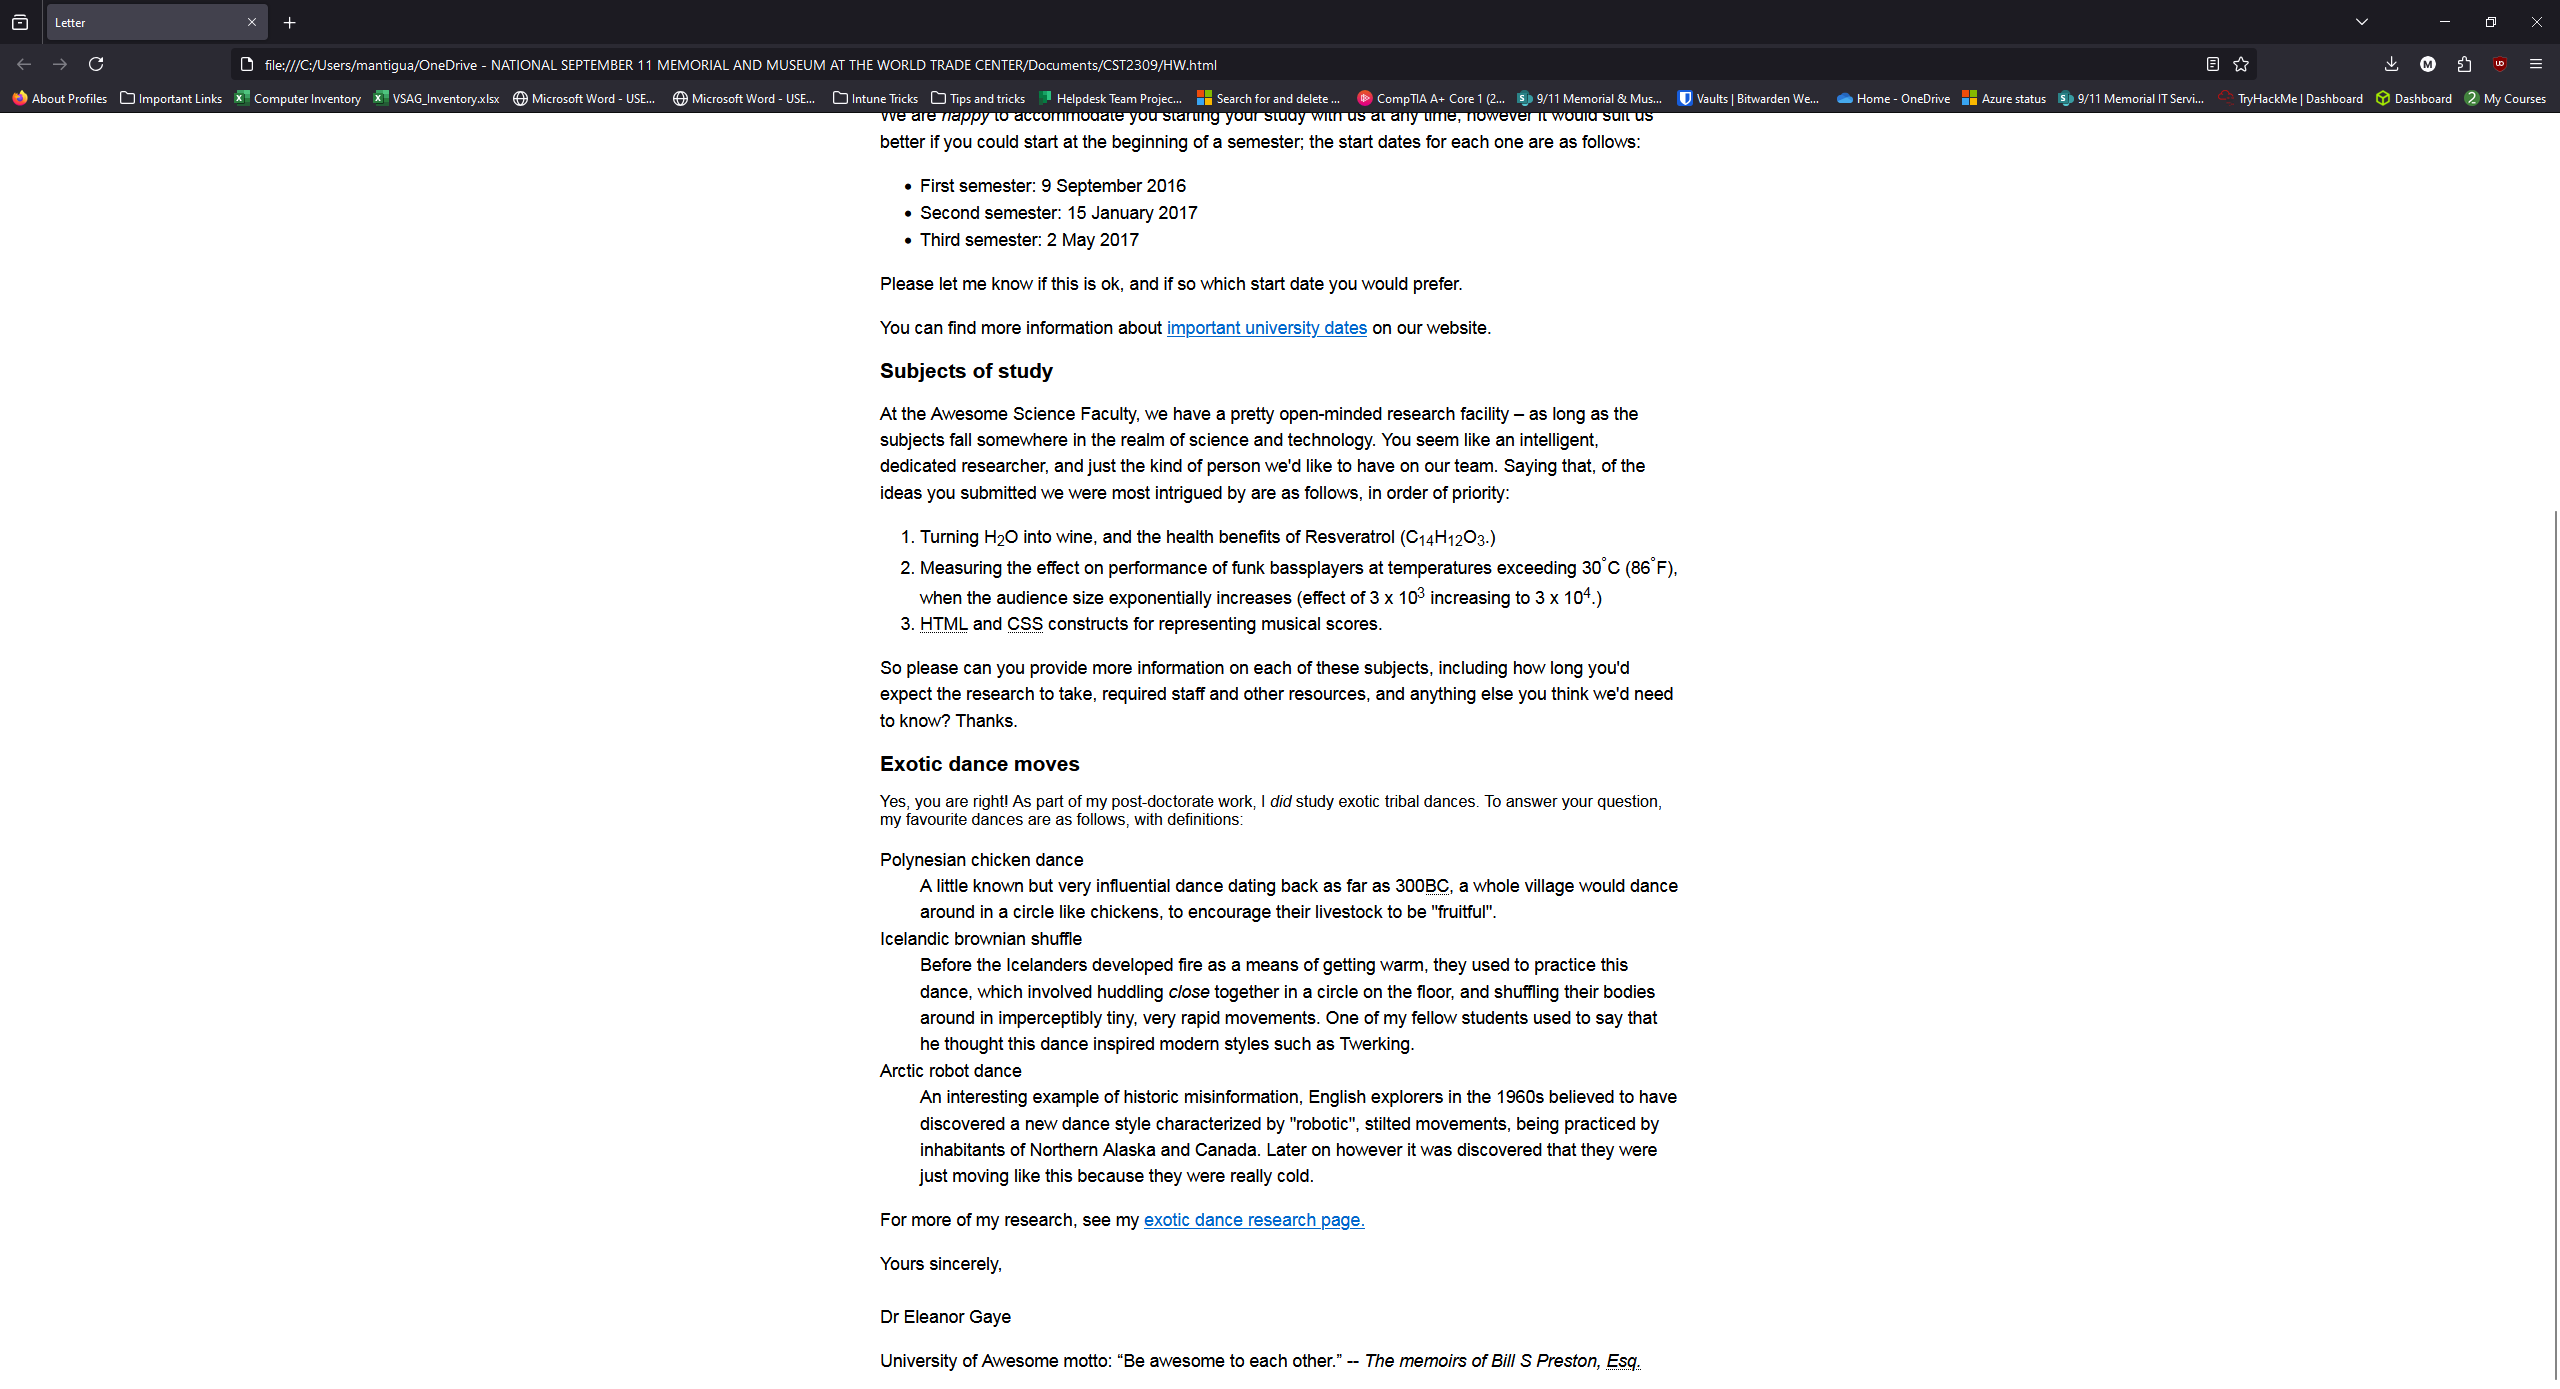 Letter
file:///C:/Users/mantigua/OneDrive - NATIONAL SEPTEMBER 11 MEMORIAL AND MUSEUM AT THE WORLD TRADE CENTER/Documents/CST2309/HW.html
About Profiles Important Links Computer Inventory VSAG_Inventory.xlsx Microsoft Word - USE... Microsoft Word - USE... Intune Tricks Tips and tricks Helpdesk Team Projec... Search for and delete ... CompTIA A+ Core 1 (2... 9/11 Memorial & Mus... Vaults | Bitwarden We... Home - OneDrive Azure status 9/11 Memorial IT Servi... TryHackMe | Dashboard Dashboard My Courses
We are happy to accommodate you starting your study with us at any time, however it would suit us
better if you could start at the beginning of a semester; the start dates for each one are as follows:
• First semester: 9 September 2016
• Second semester: 15 January 2017
• Third semester: 2 May 2017
Please let me know if this is ok, and if so which start date you would prefer.
You can find more information about important university dates on our website.
Subjects of study
At the Awesome Science Faculty, we have a pretty open-minded research facility – as long as the
subjects fall somewhere in the realm of science and technology. You seem like an intelligent,
dedicated researcher, and just the kind of person we'd like to have on our team. Saying that, of the
ideas you submitted we were most intrigued by are as follows, in order of priority:
1. Turning H₂O into wine, and the health benefits of Resveratrol (C₁₄H₁₂O₃.)
2. Measuring the effect on performance of funk bassplayers at temperatures exceeding 30°C (86°F),
when the audience size exponentially increases (effect of 3 x 10³ increasing to 3 x 10⁴.)
3. HTML and CSS constructs for representing musical scores.
So please can you provide more information on each of these subjects, including how long you'd
expect the research to take, required staff and other resources, and anything else you think we'd need
to know? Thanks.
Exotic dance moves
Yes, you are right! As part of my post-doctorate work, I did study exotic tribal dances. To answer your question,
my favourite dances are as follows, with definitions:
Polynesian chicken dance
A little known but very influential dance dating back as far as 300BC, a whole village would dance
around in a circle like chickens, to encourage their livestock to be "fruitful".
Icelandic brownian shuffle
Before the Icelanders developed fire as a means of getting warm, they used to practice this
dance, which involved huddling close together in a circle on the floor, and shuffling their bodies
around in imperceptibly tiny, very rapid movements. One of my fellow students used to say that
he thought this dance inspired modern styles such as Twerking.
Arctic robot dance
An interesting example of historic misinformation, English explorers in the 1960s believed to have
discovered a new dance style characterized by "robotic", stilted movements, being practiced by
inhabitants of Northern Alaska and Canada. Later on however it was discovered that they were
just moving like this because they were really cold.
For more of my research, see my exotic dance research page.
Yours sincerely,
Dr Eleanor Gaye
University of Awesome motto: “Be awesome to each other.” -- The memoirs of Bill S Preston, Esq.